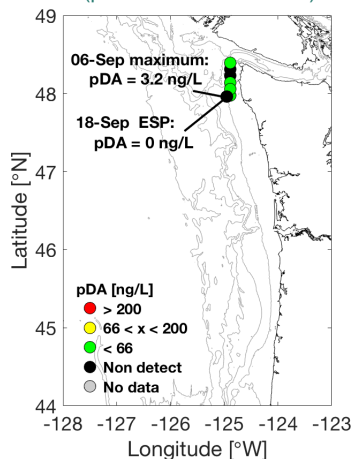 49
06-Sep maximum:
pDA = 3.2 ng/L
48
18-Sep ESP:
pDA = 0 ng/L
47
Latitude [°N]
46
pDA [ng/L]
> 200
66 < x < 200
45
< 66
Non detect
No data
44
-128 -127 -126 -125 -124 -123
Longitude [°W]